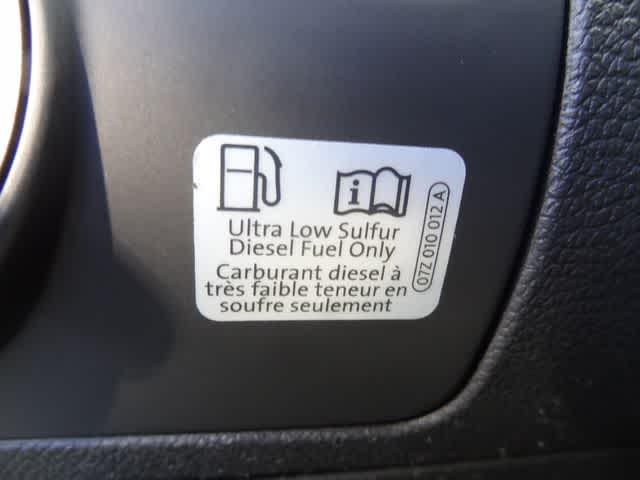 Ultra Low Sulfur
Diesel Fuel Only
Carburant diesel à
très faible teneur en
soufre seulement
07Z 010 012 A